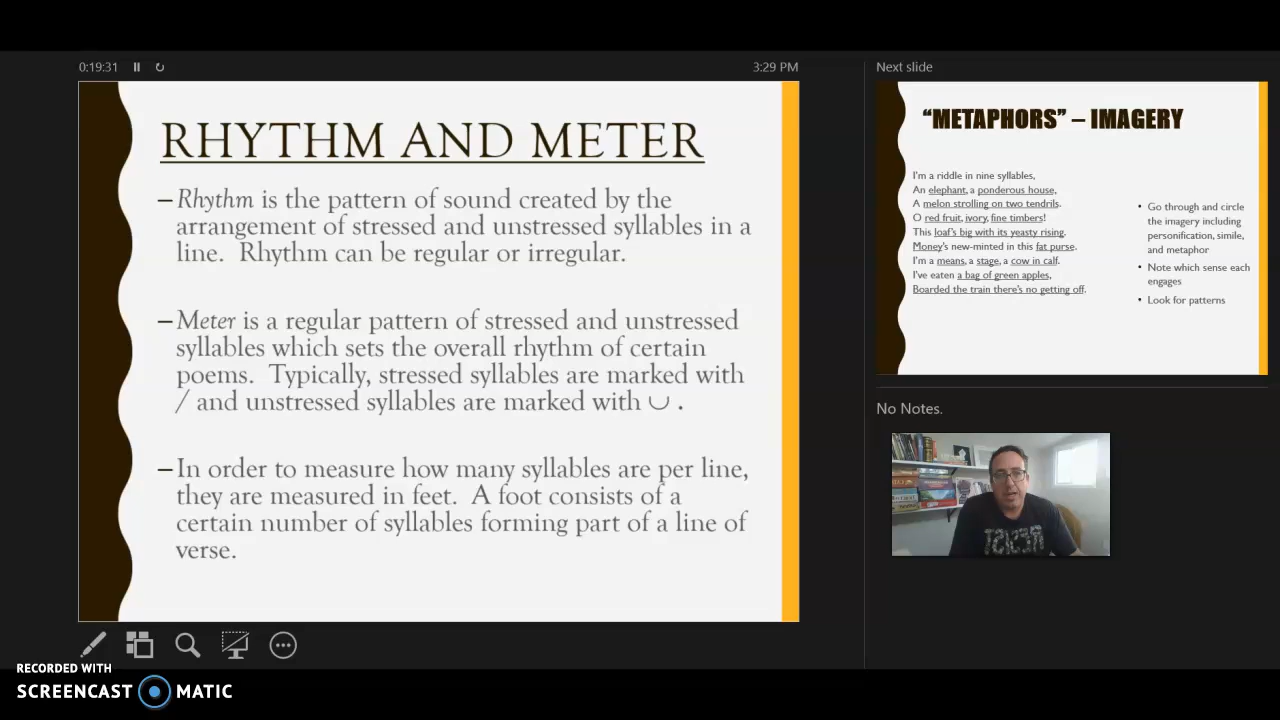 0:19:31
3:29 PM
RHYTHM AND METER
– Rhythm is the pattern of sound created by the
arrangement of stressed and unstressed syllables in a
line. Rhythm can be regular or irregular.
– Meter is a regular pattern of stressed and unstressed
syllables which sets the overall rhythm of certain
poems. Typically, stressed syllables are marked with
/ and unstressed syllables are marked with ◡ .
– In order to measure how many syllables are per line,
they are measured in feet. A foot consists of a
certain number of syllables forming part of a line of
verse.
Next slide
“METAPHORS” – IMAGERY
I'm a riddle in nine syllables,
An elephant, a ponderous house,
A melon strolling on two tendrils.
O red fruit, ivory, fine timbers!
This loaf's big with its yeasty rising.
Money's new-minted in this fat purse.
I'm a means, a stage, a cow in calf.
I've eaten a bag of green apples,
Boarded the train there's no getting off.
• Go through and circle
the imagery including
personification, simile,
and metaphor
• Note which sense each
engages
• Look for patterns
No Notes.
RESIST
RECORDED WITH
SCREENCAST MATIC